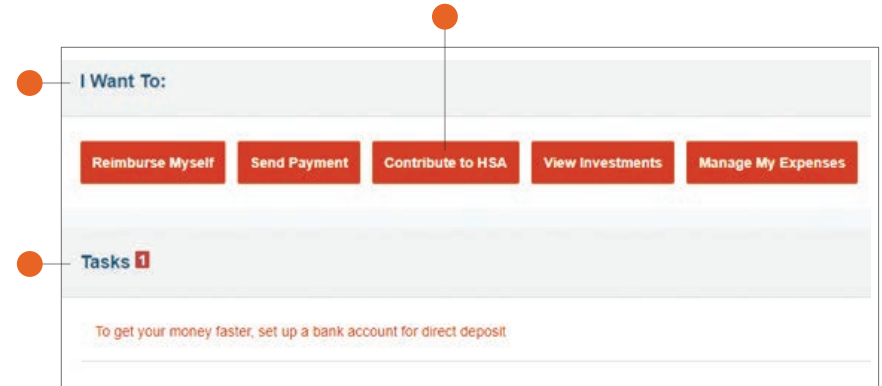 I Want To:
Reimburse Myself Send Payment Contribute to HSA View Investments Manage My Expenses
Tasks 1
To get your money faster, set up a bank account for direct deposit